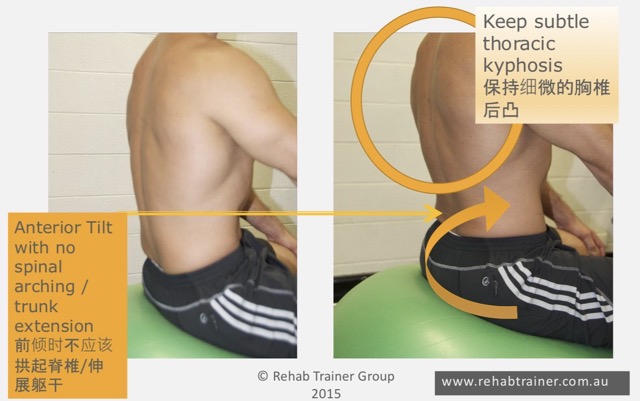 Keep subtle
thoracic
kyphosis
保持细微的胸椎
后凸
Anterior Tilt
with no
spinal
arching /
trunk
extension
前倾时不应该
拱起脊椎/伸
展躯干
© Rehab Trainer Group
2015
www.rehabtrainer.com.au